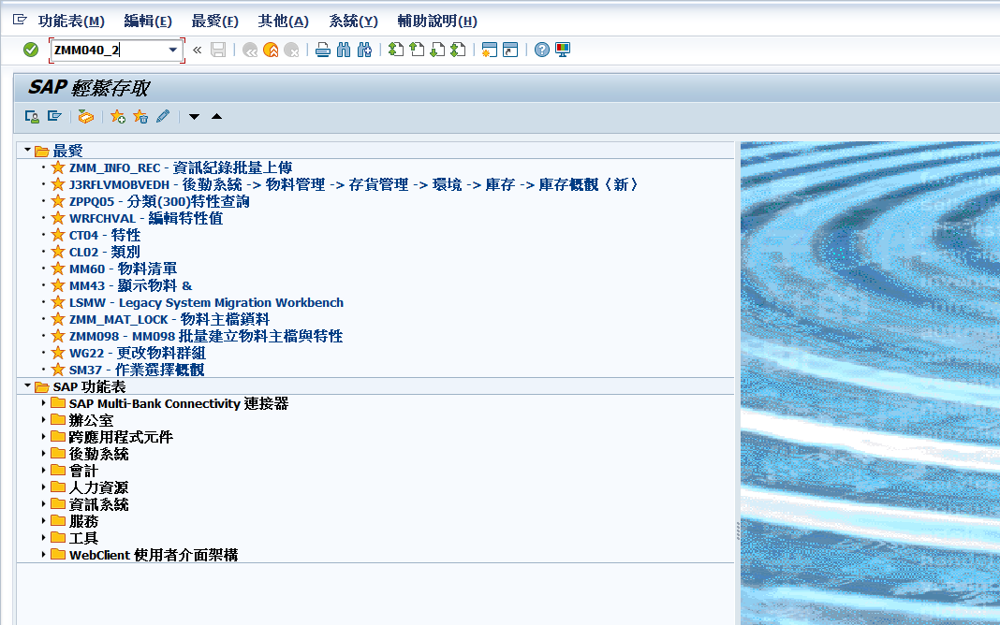 功能表(M) 編輯(E) 最愛(F) 其他(A) 系統(Y) 輔助說明(H)
ZMM040_2
SAP 輕鬆存取
最愛
ZMM_INFO_REC - 資訊紀錄批量上傳
J3RFLVMOBVEDH - 後勤系統 -> 物料管理 -> 存貨管理 -> 環境 -> 庫存 -> 庫存概觀〈新〉
ZPPQ05 - 分類(300)特性查詢
WRFCHVAL - 編輯特性值
CT04 - 特性
CL02 - 類別
MM60 - 物料清單
MM43 - 顯示物料 &
LSMW - Legacy System Migration Workbench
ZMM_MAT_LOCK - 物料主檔鎖料
ZMM098 - MM098 批量建立物料主檔與特性
WG22 - 更改物料群組
SM37 - 作業選擇概觀
SAP 功能表
SAP Multi-Bank Connectivity 連接器
辦公室
跨應用程式元件
後勤系統
會計
人力資源
資訊系統
服務
工具
WebClient 使用者介面架構